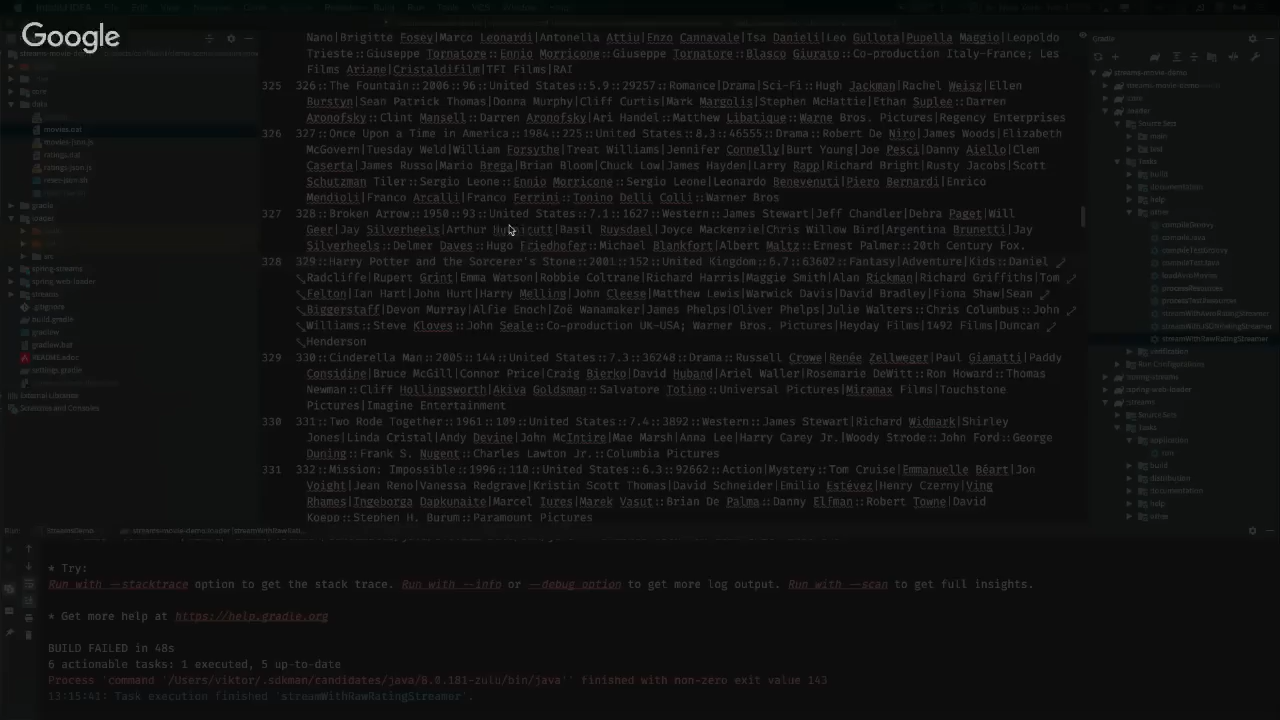 Google
Nano|Brigitte Fosey|Marco Leonardi|Antonella Attiu|Enzo Cannavale|Isa Danieli|Leo Gullota|Pupella Maggio|Leopoldo
Trieste::Giuseppe Tornatore::Ennio Morricone::Giuseppe Tornatore::Blasco Giurato::Co-production Italy-France; Les
Films Ariane|Cristaldifilm|TFI Films|RAI
325 326::The Fountain::2006::96::United States::5.9::29257::Romance|Drama|Sci-Fi::Hugh Jackman|Rachel Weisz|Ellen
Burstyn|Sean Patrick Thomas|Donna Murphy|Cliff Curtis|Mark Margolis|Stephen McHattie|Ethan Suplee::Darren
Aronofsky::Clint Mansell::Darren Aronofsky|Ari Handel::Matthew Libatique::Warne Bros. Pictures|Regency Enterprises
326 327::Once Upon a Time in America::1984::225::United States::8.3::46555::Drama::Robert De Niro|James Woods|Elizabeth
McGovern|Tuesday Weld|William Forsythe|Treat Williams|Jennifer Connelly|Burt Young|Joe Pesci|Danny Aiello|Clem
Caserta|James Russo|Mario Brega|Brian Bloom|Chuck Low|James Hayden|Larry Rapp|Richard Bright|Rusty Jacobs|Scott
Schutzman Tiler::Sergio Leone::Ennio Morricone::Sergio Leone|Leonardo Benevenuti|Piero Bernardi|Enrico
Mendioli|Franco Arcalli|Franco Ferrini::Tonino Delli Colli::Warner Bros
327 328::Broken Arrow::1950::93::United States::7.1::1627::Western::James Stewart|Jeff Chandler|Debra Paget|Will
Geer|Jay Silverheels|Arthur Hunnicutt|Basil Ruysdael|Joyce Mackenzie|Chris Willow Bird|Argentina Brunetti|Jay
Silverheels::Delmer Daves::Hugo Friedhofer::Michael Blankfort|Albert Maltz::Ernest Palmer::20th Century Fox.
328 329::Harry Potter and the Sorcerer's Stone::2001::152::United Kingdom::6.7::63602::Fantasy|Adventure|Kids::Daniel
Radcliffe|Rupert Grint|Emma Watson|Robbie Coltrane|Richard Harris|Maggie Smith|Alan Rickman|Richard Griffiths|Tom
Felton|Ian Hart|John Hurt|Harry Melling|John Cleese|Matthew Lewis|Warwick Davis|David Bradley|Fiona Shaw|Sean
Biggerstaff|Devon Murray|Alfie Enoch|Zoë Wanamaker|James Phelps|Oliver Phelps|Julie Walters::Chris Columbus::John
Williams::Steve Kloves::John Seale::Co-production UK-USA; Warner Bros. Pictures|Heyday Films|1492 Films|Duncan
Henderson
329 330::Cinderella Man::2005::144::United States::7.3::36248::Drama::Russell Crowe|Renée Zellweger|Paul Giamatti|Paddy
Considine|Bruce McGill|Connor Price|Craig Bierko|David Huband|Ariel Waller|Rosemarie DeWitt::Ron Howard::Thomas
Newman::Cliff Hollingsworth|Akiva Goldsman::Salvatore Totino::Universal Pictures|Miramax Films|Touchstone
Pictures|Imagine Entertainment
330 331::Two Rode Together::1961::109::United States::7.4::3892::Western::James Stewart|Richard Widmark|Shirley
Jones|Linda Cristal|Andy Devine|John McIntire|Mae Marsh|Anna Lee|Harry Carey Jr.|Woody Strode::John Ford::George
Duning::Frank S. Nugent::Charles Lawton Jr.::Columbia Pictures
331 332::Mission: Impossible::1996::110::United States::6.3::92662::Action|Mystery::Tom Cruise|Emmanuelle Béart|Jon
Voight|Jean Reno|Vanessa Redgrave|Kristin Scott Thomas|David Schneider|Emilio Estévez|Henry Czerny|Ving
Rhames|Ingeborga Dapkunaite|Marcel Iures|Marek Vasut::Brian De Palma::Danny Elfman::Robert Towne|David
Koepp::Stephen H. Burum::Paramount Pictures
* Try:
Run with --stacktrace option to get the stack trace. Run with --info or --debug option to get more log output. Run with --scan to get full insights.
* Get more help at https://help.gradle.org
BUILD FAILED in 48s
6 actionable tasks: 1 executed, 5 up-to-date
Process 'command '/Users/viktor/.sdkman/candidates/java/8.0.181-zulu/bin/java'' finished with non-zero exit value 143
13:15:41: Task execution finished 'streamWithRawRatingStreamer'.